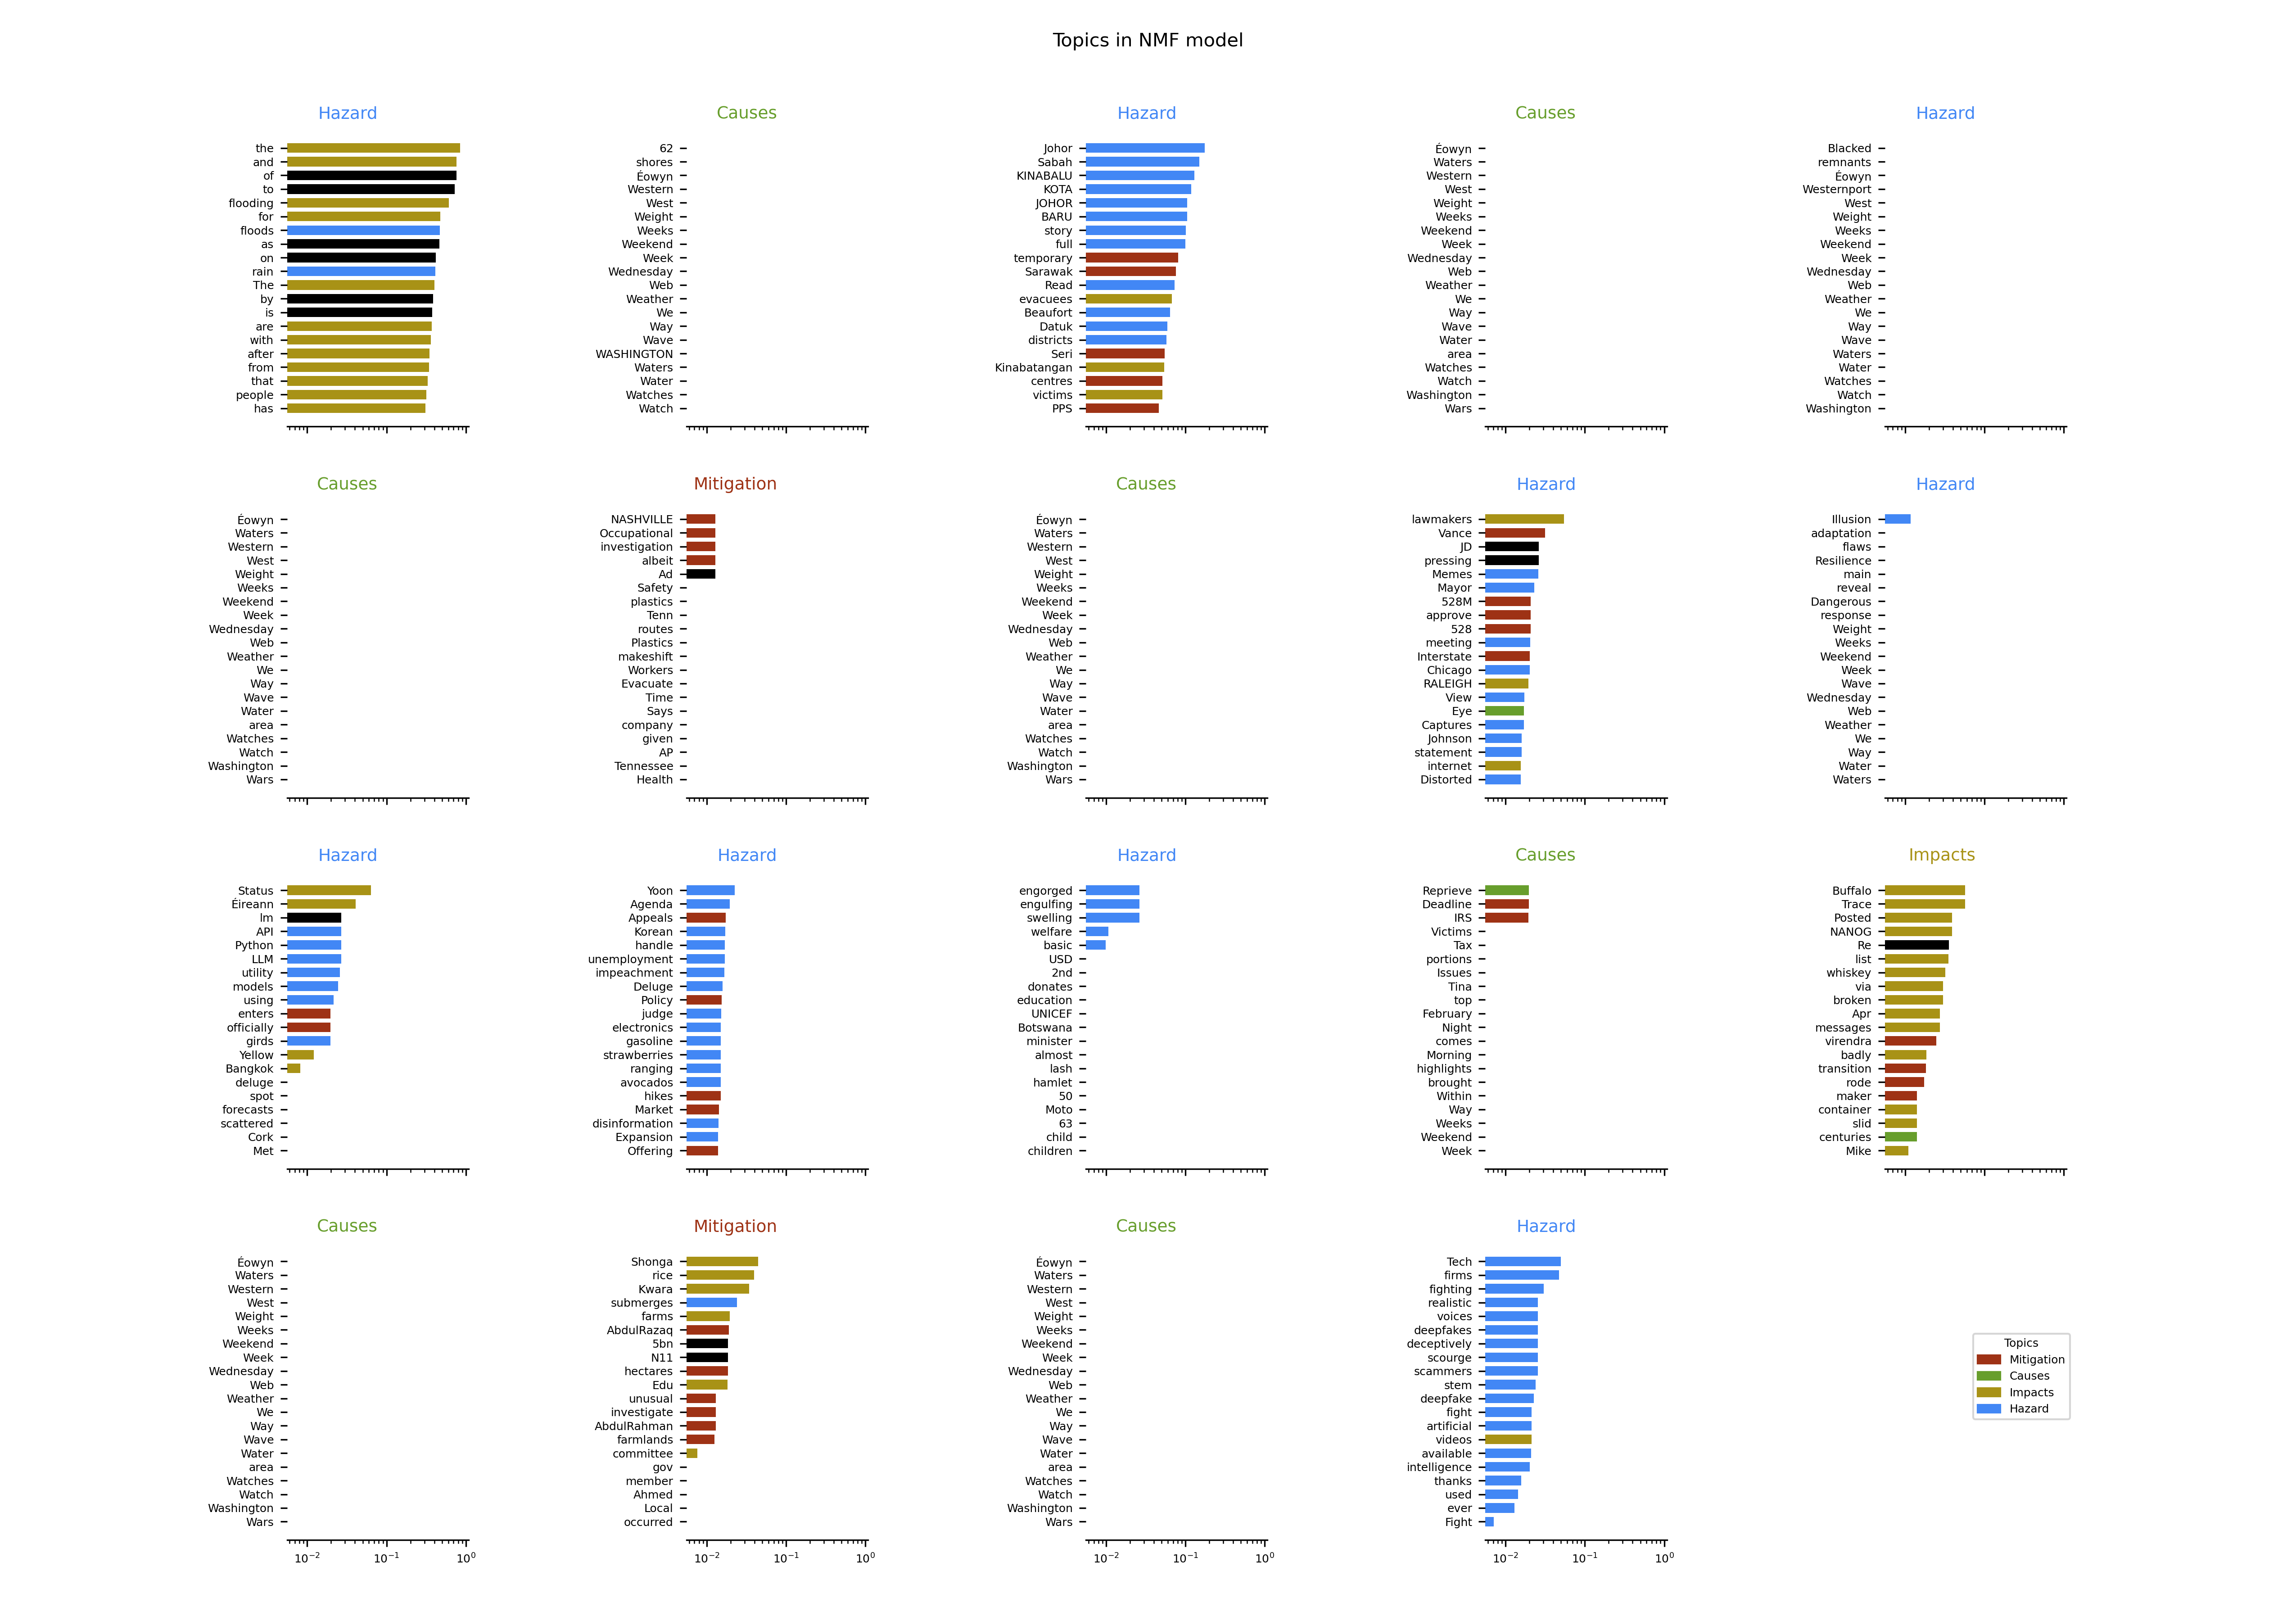 Topics in NMF model
Hazard
the
and
of
to
flooding
for
floods
as
on
rain
The
by
is
are
with
after
from
that
people
has
Causes
62
shores
Éowyn
Western
West
Weight
Weeks
Weekend
Week
Wednesday
Web
Weather
We
Way
Wave
WASHINGTON
Waters
Water
Watches
Watch
Hazard
Johor
Sabah
KINABALU
KOTA
JOHOR
BARU
story
full
temporary
Sarawak
Read
evacuees
Beaufort
Datuk
districts
Seri
Kinabatangan
centres
victims
PPS
Causes
Éowyn
Waters
Western
West
Weight
Weeks
Weekend
Week
Wednesday
Web
Weather
We
Way
Wave
Water
area
Watches
Watch
Washington
Wars
Hazard
Blacked
remnants
Éowyn
Westernport
West
Weight
Weeks
Weekend
Week
Wednesday
Web
Weather
We
Way
Wave
Waters
Water
Watches
Watch
Washington
Causes
Éowyn
Waters
Western
West
Weight
Weeks
Weekend
Week
Wednesday
Web
Weather
We
Way
Wave
Water
area
Watches
Watch
Washington
Wars
Mitigation
NASHVILLE
Occupational
investigation
albeit
Ad
Safety
plastics
Tenn
routes
Plastics
makeshift
Workers
Evacuate
Time
Says
company
given
AP
Tennessee
Health
Causes
Éowyn
Waters
Western
West
Weight
Weeks
Weekend
Week
Wednesday
Web
Weather
We
Way
Wave
Water
area
Watches
Watch
Washington
Wars
Hazard
lawmakers
Vance
JD
pressing
Memes
Mayor
528M
approve
528
meeting
Interstate
Chicago
RALEIGH
View
Eye
Captures
Johnson
statement
internet
Distorted
Hazard
Illusion
adaptation
flaws
Resilience
main
reveal
Dangerous
response
Weight
Weeks
Weekend
Week
Wave
Wednesday
Web
Weather
We
Way
Water
Waters
Hazard
Status
Éireann
lm
API
Python
LLM
utility
models
using
enters
officially
girds
Yellow
Bangkok
deluge
spot
forecasts
scattered
Cork
Met
Hazard
Yoon
Agenda
Appeals
Korean
handle
unemployment
impeachment
Deluge
Policy
judge
electronics
gasoline
strawberries
ranging
avocados
hikes
Market
disinformation
Expansion
Offering
Hazard
engorged
engulfing
swelling
welfare
basic
USD
2nd
donates
education
UNICEF
Botswana
minister
almost
lash
hamlet
50
Moto
63
child
children
Causes
Reprieve
Deadline
IRS
Victims
Tax
portions
Issues
Tina
top
February
Night
comes
Morning
highlights
brought
Within
Way
Weeks
Weekend
Week
Impacts
Buffalo
Trace
Posted
NANOG
Re
list
whiskey
via
broken
Apr
messages
virendra
badly
transition
rode
maker
container
slid
centuries
Mike
Causes
Éowyn
Waters
Western
West
Weight
Weeks
Weekend
Week
Wednesday
Web
Weather
We
Way
Wave
Water
area
Watches
Watch
Washington
Wars
10⁻² 10⁻¹ 10⁰
Mitigation
Shonga
rice
Kwara
submerges
farms
AbdulRazaq
5bn
N11
hectares
Edu
unusual
investigate
AbdulRahman
farmlands
committee
gov
member
Ahmed
Local
occurred
10⁻² 10⁻¹ 10⁰
Causes
Éowyn
Waters
Western
West
Weight
Weeks
Weekend
Week
Wednesday
Web
Weather
We
Way
Wave
Water
area
Watches
Watch
Washington
Wars
10⁻² 10⁻¹ 10⁰
Hazard
Tech
firms
fighting
realistic
voices
deepfakes
deceptively
scourge
scammers
stem
deepfake
fight
artificial
videos
available
intelligence
thanks
used
ever
Fight
10⁻² 10⁻¹ 10⁰
Topics
Mitigation
Causes
Impacts
Hazard